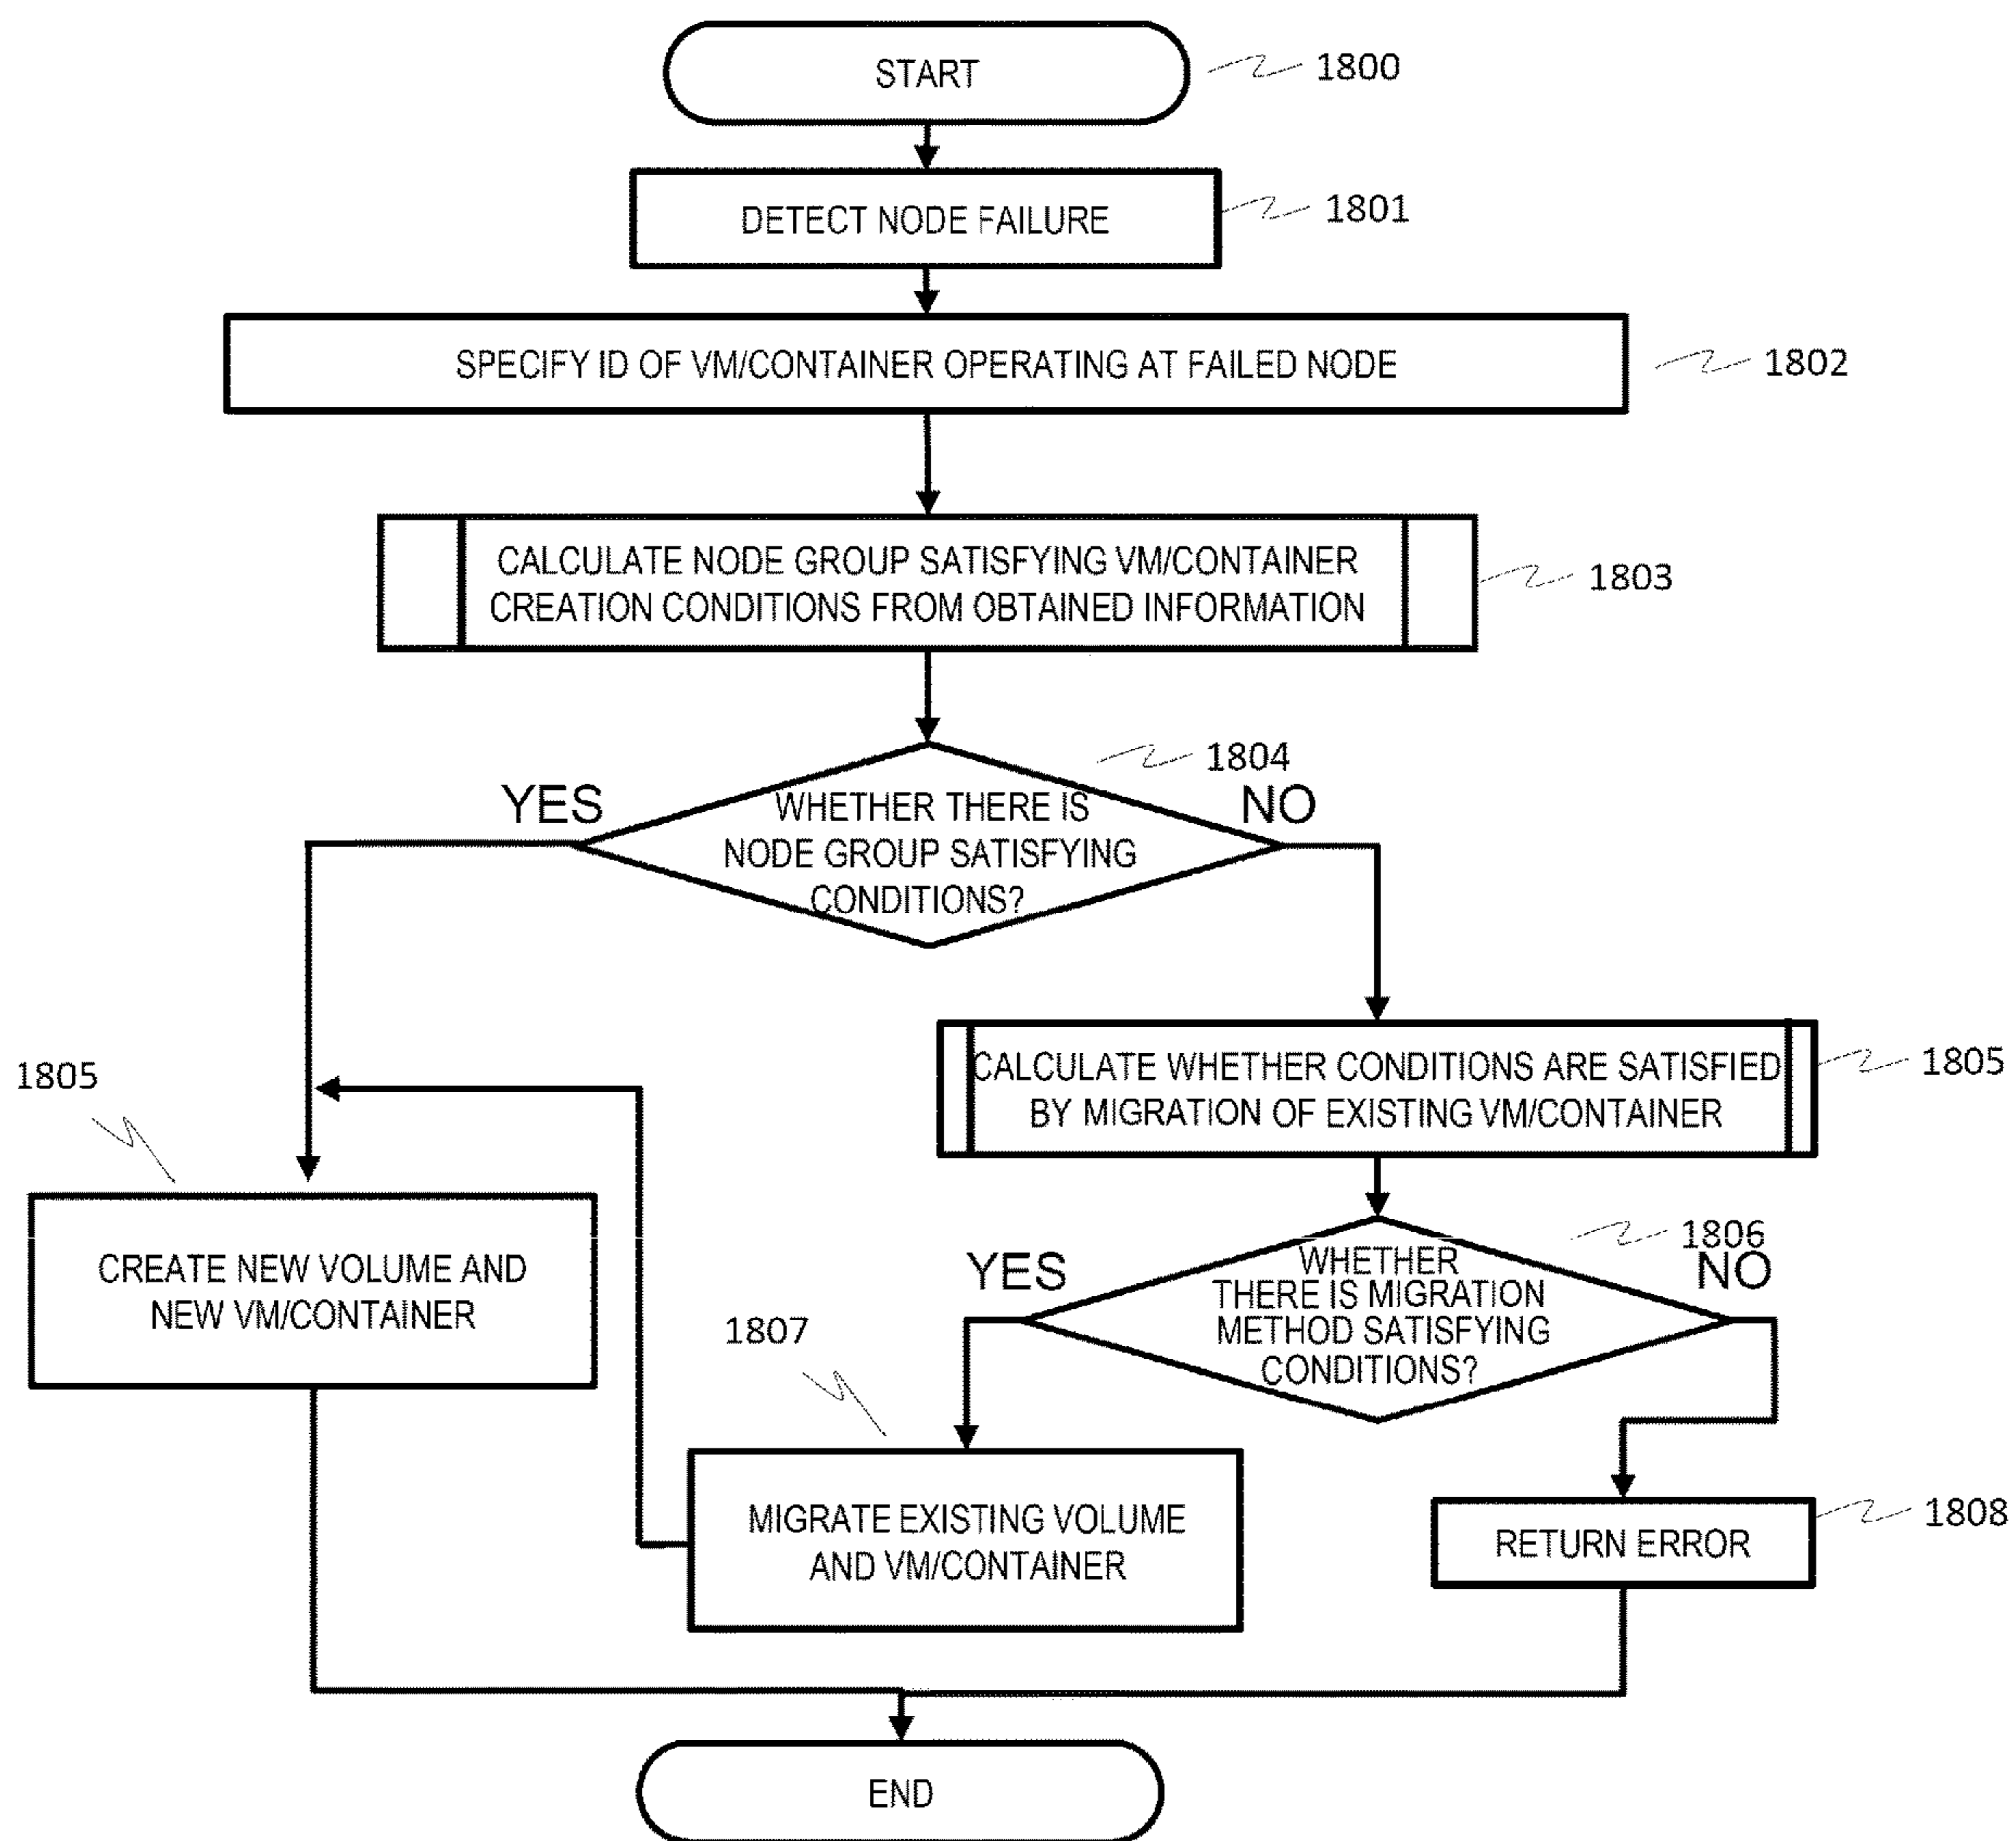 START
1800
DETECT NODE FAILURE
1801
SPECIFY ID OF VM/CONTAINER OPERATING AT FAILED NODE
1802
CALCULATE NODE GROUP SATISFYING VM/CONTAINER
CREATION CONDITIONS FROM OBTAINED INFORMATION
1803
1804
YES
NO
WHETHER THERE IS
NODE GROUP SATISFYING
CONDITIONS?
1805
CALCULATE WHETHER CONDITIONS ARE SATISFIED
BY MIGRATION OF EXISTING VM/CONTAINER
1805
CREATE NEW VOLUME AND
NEW VM/CONTAINER
1806
YES
NO
WHETHER
THERE IS MIGRATION
METHOD SATISFYING
CONDITIONS?
1807
MIGRATE EXISTING VOLUME
AND VM/CONTAINER
RETURN ERROR
1808
END